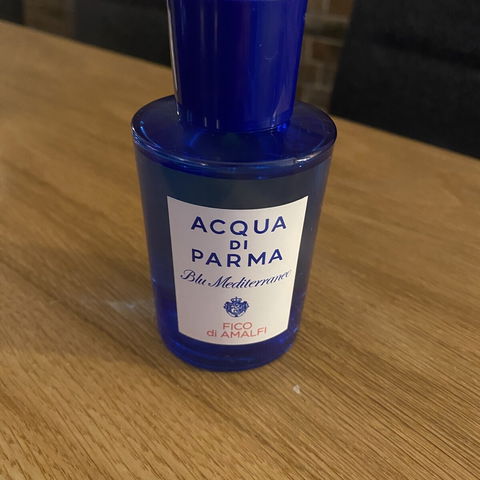 ACQUA
DI
PARMA
Blu Mediterraneo
FICO
di AMALFI